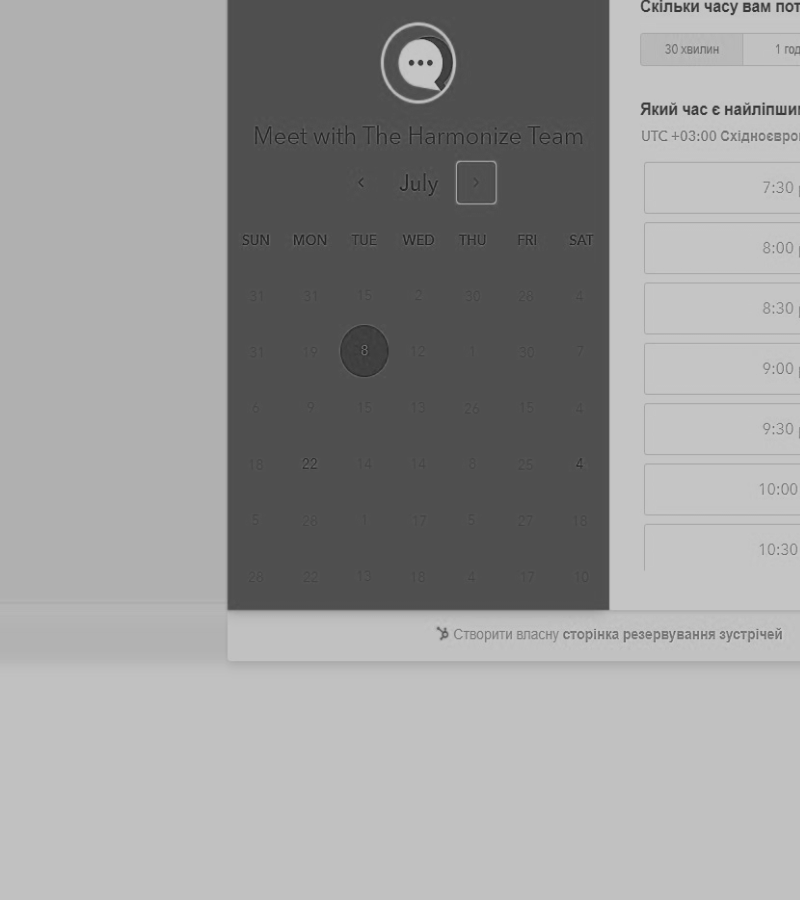 Meet with The Harmonize Team
July
SUN MON TUE WED THU FRI SAT
31 31 15 2 30 28 4
31 19 8 12 1 30 7
6 9 15 13 26 15 4
18 22 14 14 6 25 4
5 28 1 17 5 27 18
28 22 13 18 4 17 10
Скільки часу вам пот
30 хвилин 1 год
Який час є найліпши
UTC +03:00 Східноєвро
7:30
8:00
8:30
9:00
9:30
10:00
10:30
Створити власну сторінка резервування зустрічей